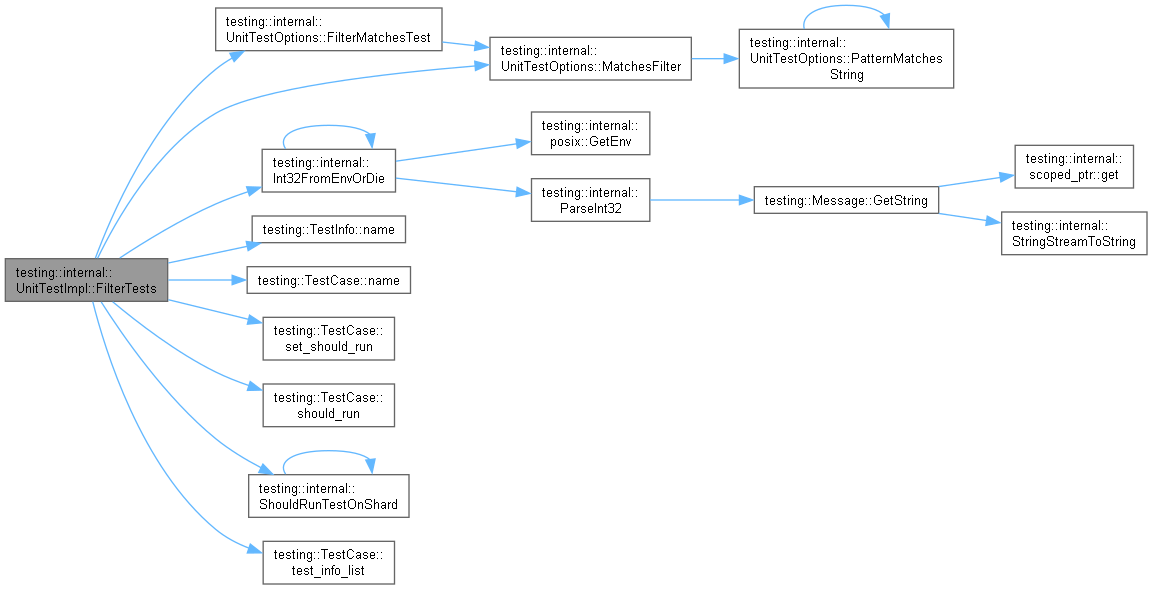 testing::internal::
UnitTestOptions::FilterMatchesTest
testing::internal::
UnitTestOptions::MatchesFilter
testing::internal::
UnitTestOptions::PatternMatches
String
testing::internal::
posix::GetEnv
testing::internal::
Int32FromEnvOrDie
testing::internal::
ParseInt32
testing::Message::GetString
testing::internal::
scoped_ptr::get
testing::internal::
StringStreamToString
testing::TestInfo::name
testing::internal::
UnitTestImpl::FilterTests
testing::TestCase::name
testing::TestCase::
set_should_run
testing::TestCase::
should_run
testing::internal::
ShouldRunTestOnShard
testing::TestCase::
test_info_list